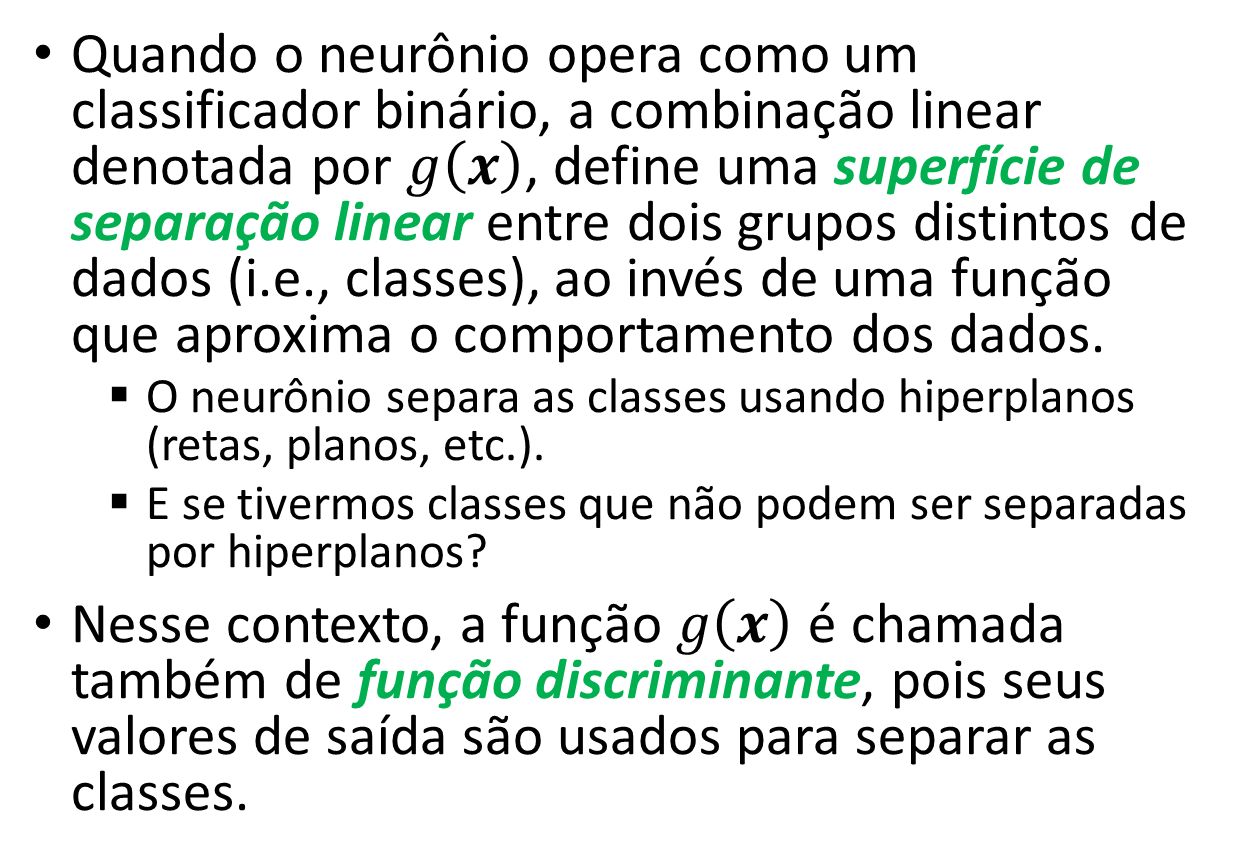 • Quando o neurônio opera como um
classificador binário, a combinação linear
denotada por g(x), define uma superfície de
separação linear entre dois grupos distintos de
dados (i.e., classes), ao invés de uma função
que aproxima o comportamento dos dados.
▪ O neurônio separa as classes usando hiperplanos
(retas, planos, etc.).
▪ E se tivermos classes que não podem ser separadas
por hiperplanos?
• Nesse contexto, a função g(x) é chamada
também de função discriminante, pois seus
valores de saída são usados para separar as
classes.